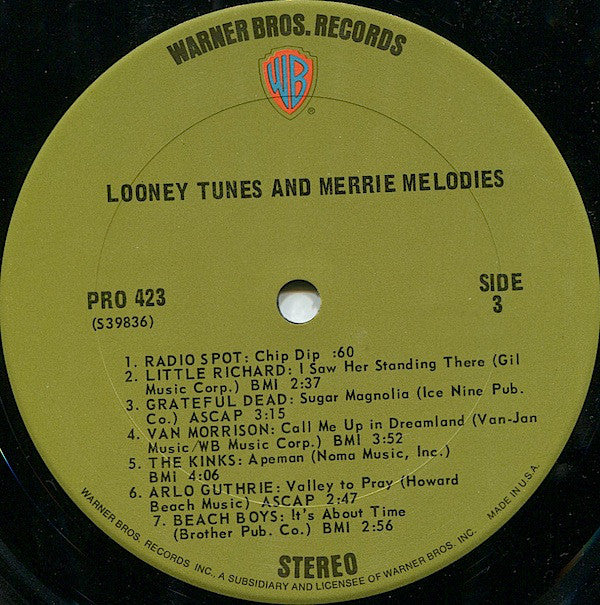 WARNER BROS. RECORDS
WB
®
LOONEY TUNES AND MERRIE MELODIES
PRO 423
(S39836)
SIDE
3
1. RADIO SPOT: Chip Dip :60
2. LITTLE RICHARD: I Saw Her Standing There (Gil
Music Corp.) BMI 2:37
3. GRATEFUL DEAD: Sugar Magnolia (Ice Nine Pub.
Co.) ASCAP 3:15
4. VAN MORRISON: Call Me Up in Dreamland (Van-Jan
Music/WB Music Corp.) BMI 3:52
5. THE KINKS: Apeman (Noma Music, Inc.)
BMI 4:06
6. ARLO GUTHRIE: Valley to Pray (Howard
Beach Music) ASCAP 2:47
7. BEACH BOYS: It's About Time
(Brother Pub. Co.) BMI 2:56
STEREO
WARNER BROS. RECORDS INC., A SUBSIDIARY AND LICENSEE OF WARNER BROS. INC. MADE IN U.S.A.